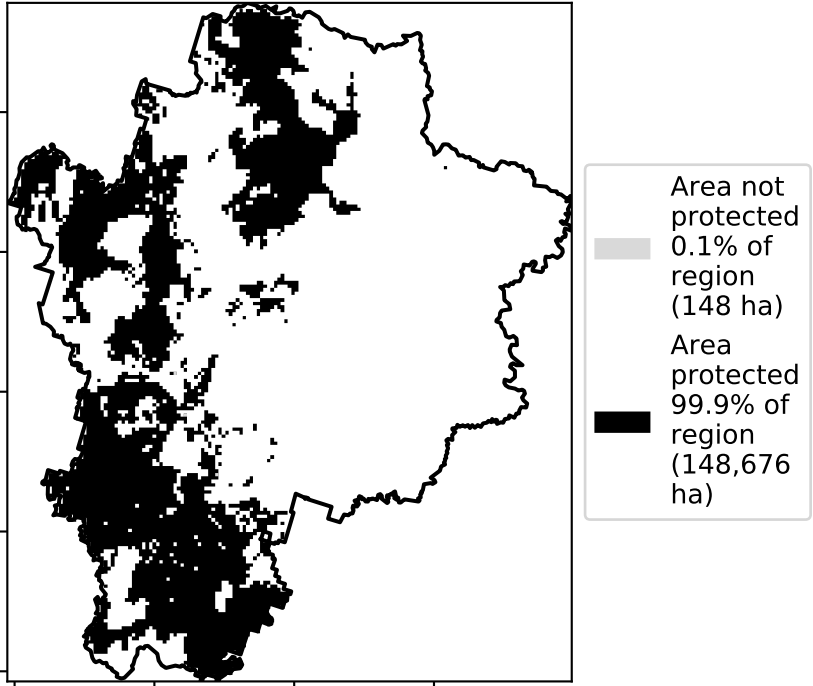 Area not
protected
0.1% of
region
(148 ha)
Area
protected
99.9% of
region
(148,676
ha)